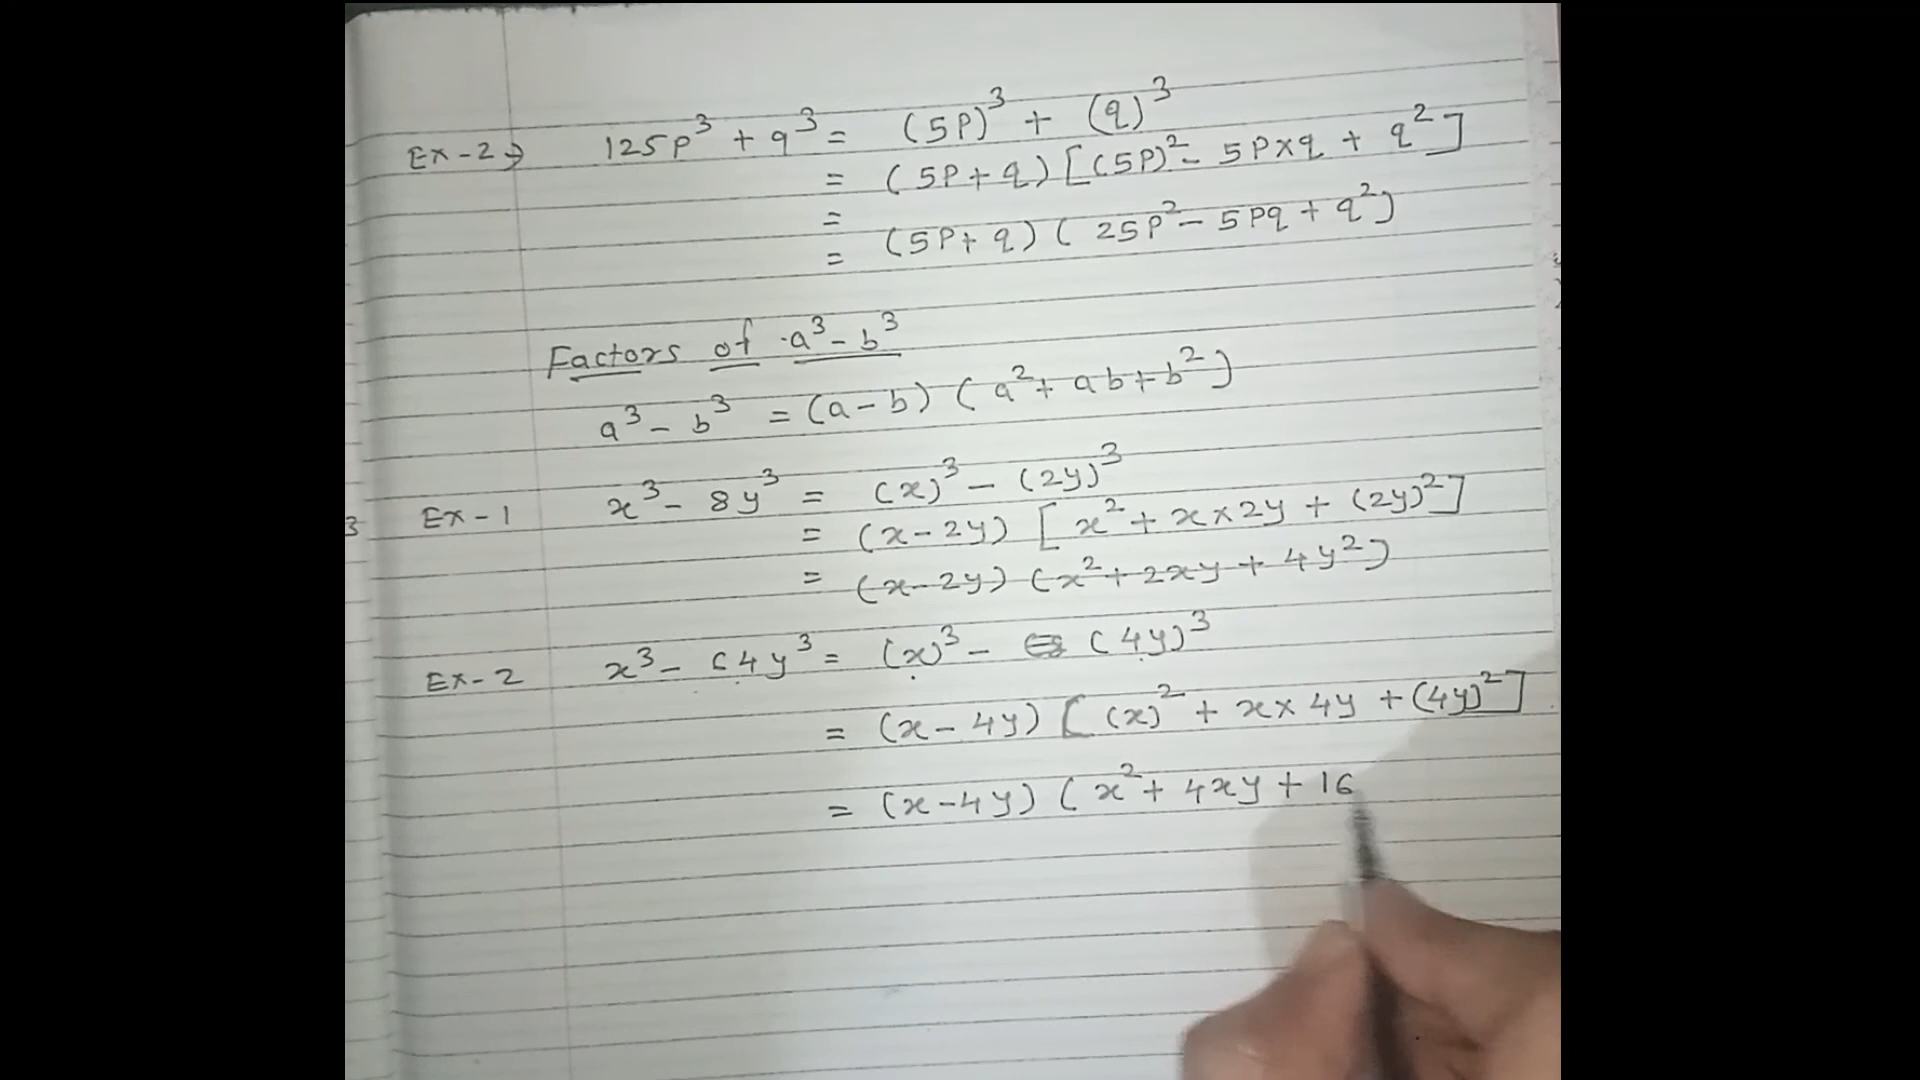 Ex-2→ 125p³ + q³ = (5p)³ + (q)³
= (5p + q) [(5p)² - 5p×q + q²]
=
= (5p + q) (25p² - 5pq + q²)
Factors of a³ - b³
a³ - b³ = (a - b) (a² + ab + b²)
3 Ex-1 x³ - 8y³ = (x)³ - (2y)³
= (x - 2y) [x² + x×2y + (2y)²]
= (x - 2y) (x² + 2xy + 4y²)
Ex-2 x³ - 64y³ = (x)³ - (4y)³
= (x - 4y) [(x)² + x×4y + (4y)²]
= (x - 4y) (x² + 4xy + 16